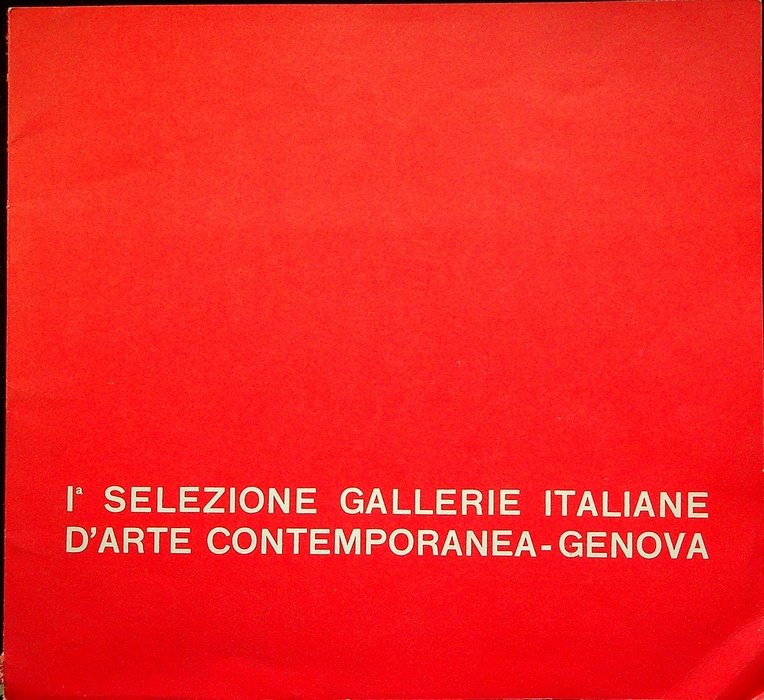 Iª SELEZIONE GALLERIE ITALIANE
D'ARTE CONTEMPORANEA-GENOVA